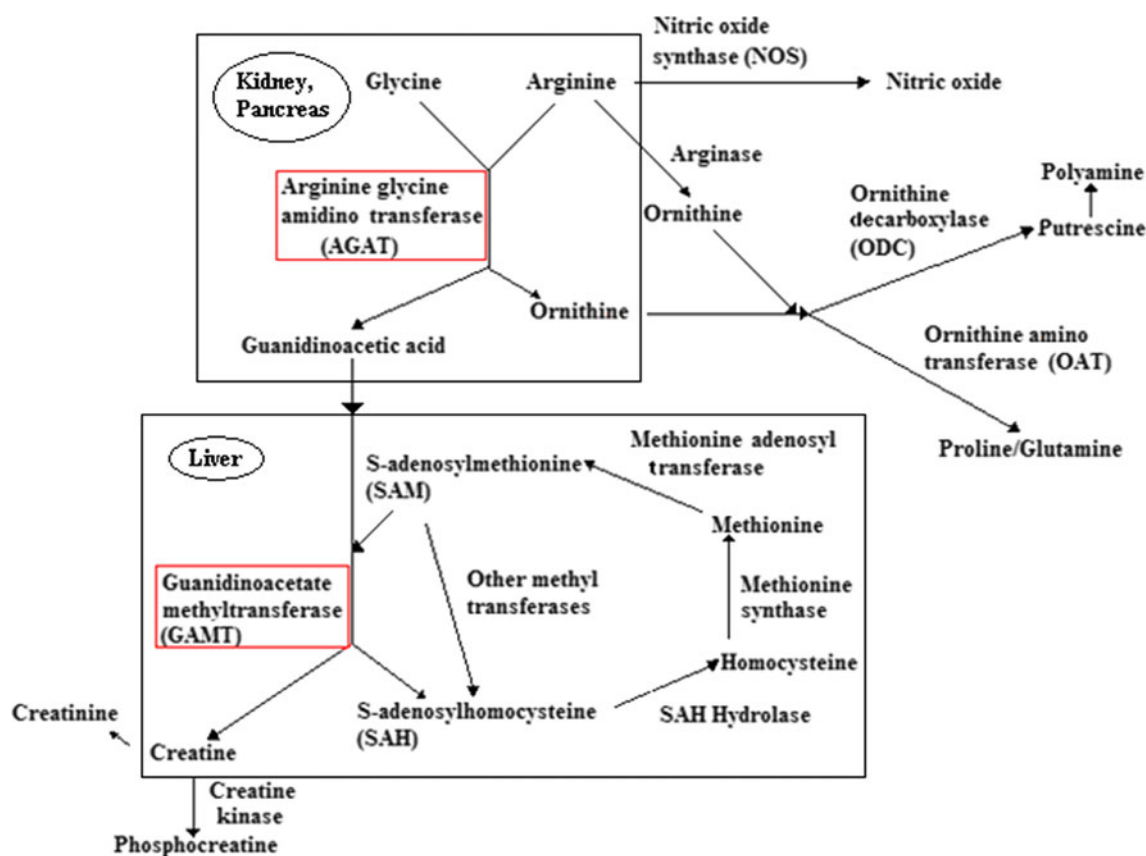 Nitric oxide
synthase (NOS)
Kidney,
Pancreas
Glycine
Arginine
Nitric oxide
Arginase
Arginine glycine
amidino transferase
(AGAT)
Ornithine
Ornithine
decarboxylase
(ODC)
Polyamine
Putrescine
Ornithine
Guanidinoacetic acid
Ornithine amino
transferase (OAT)
Proline/Glutamine
Liver
S-adenosylmethionine
(SAM)
Methionine adenosyl
transferase
Methionine
Guanidinoacetate
methyltransferase
(GAMT)
Other methyl
transferases
Methionine
synthase
Homocysteine
S-adenosylhomocysteine
(SAH)
SAH Hydrolase
Creatinine
Creatine
Creatine
kinase
Phosphocreatine